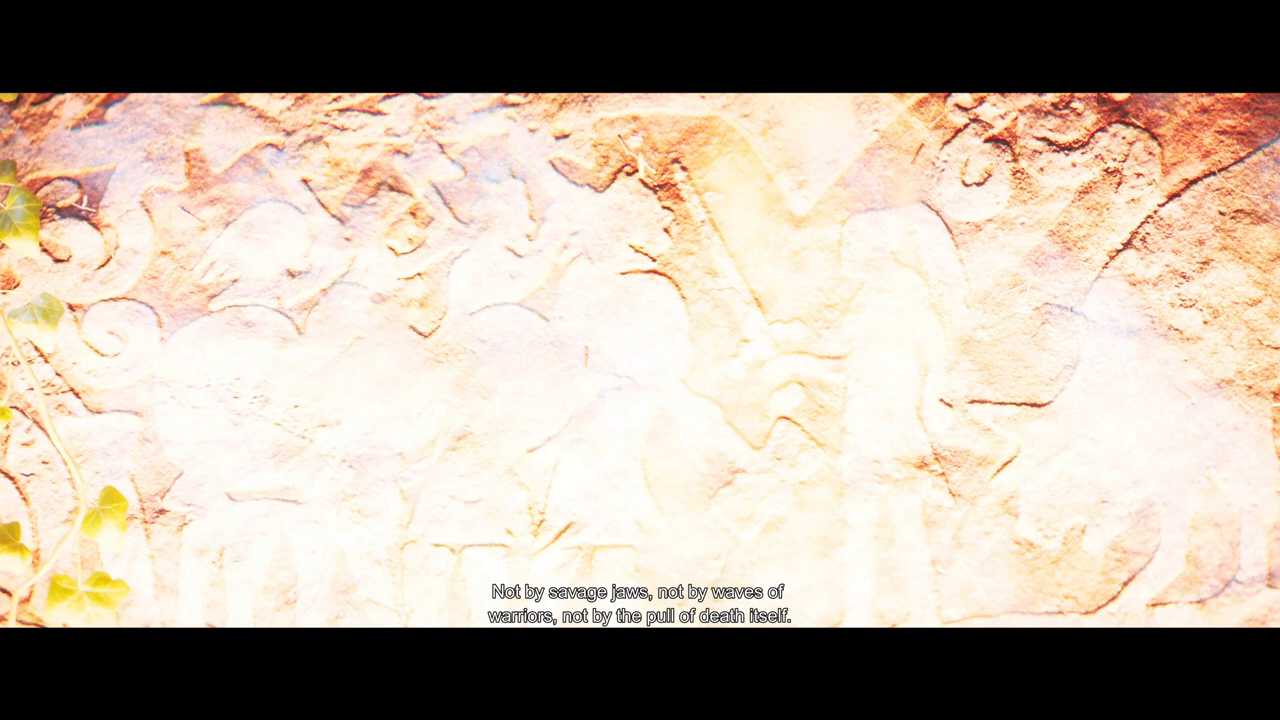 Not by savage jaws, not by waves of
warriors, not by the pull of death itself.